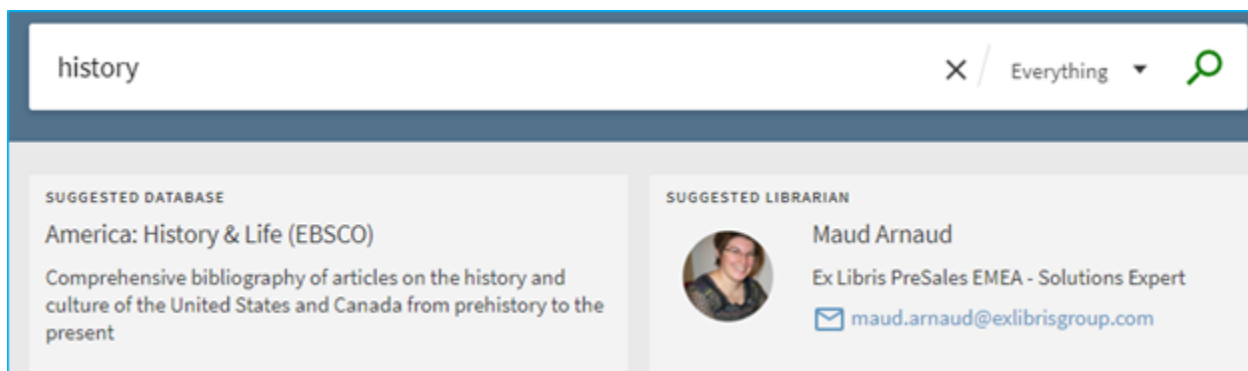 history
Everything
SUGGESTED DATABASE
America: History & Life (EBSCO)
Comprehensive bibliography of articles on the history and
culture of the United States and Canada from prehistory to the
present
SUGGESTED LIBRARIAN
Maud Arnaud
Ex Libris PreSales EMEA - Solutions Expert
maud.arnaud@exlibrisgroup.com